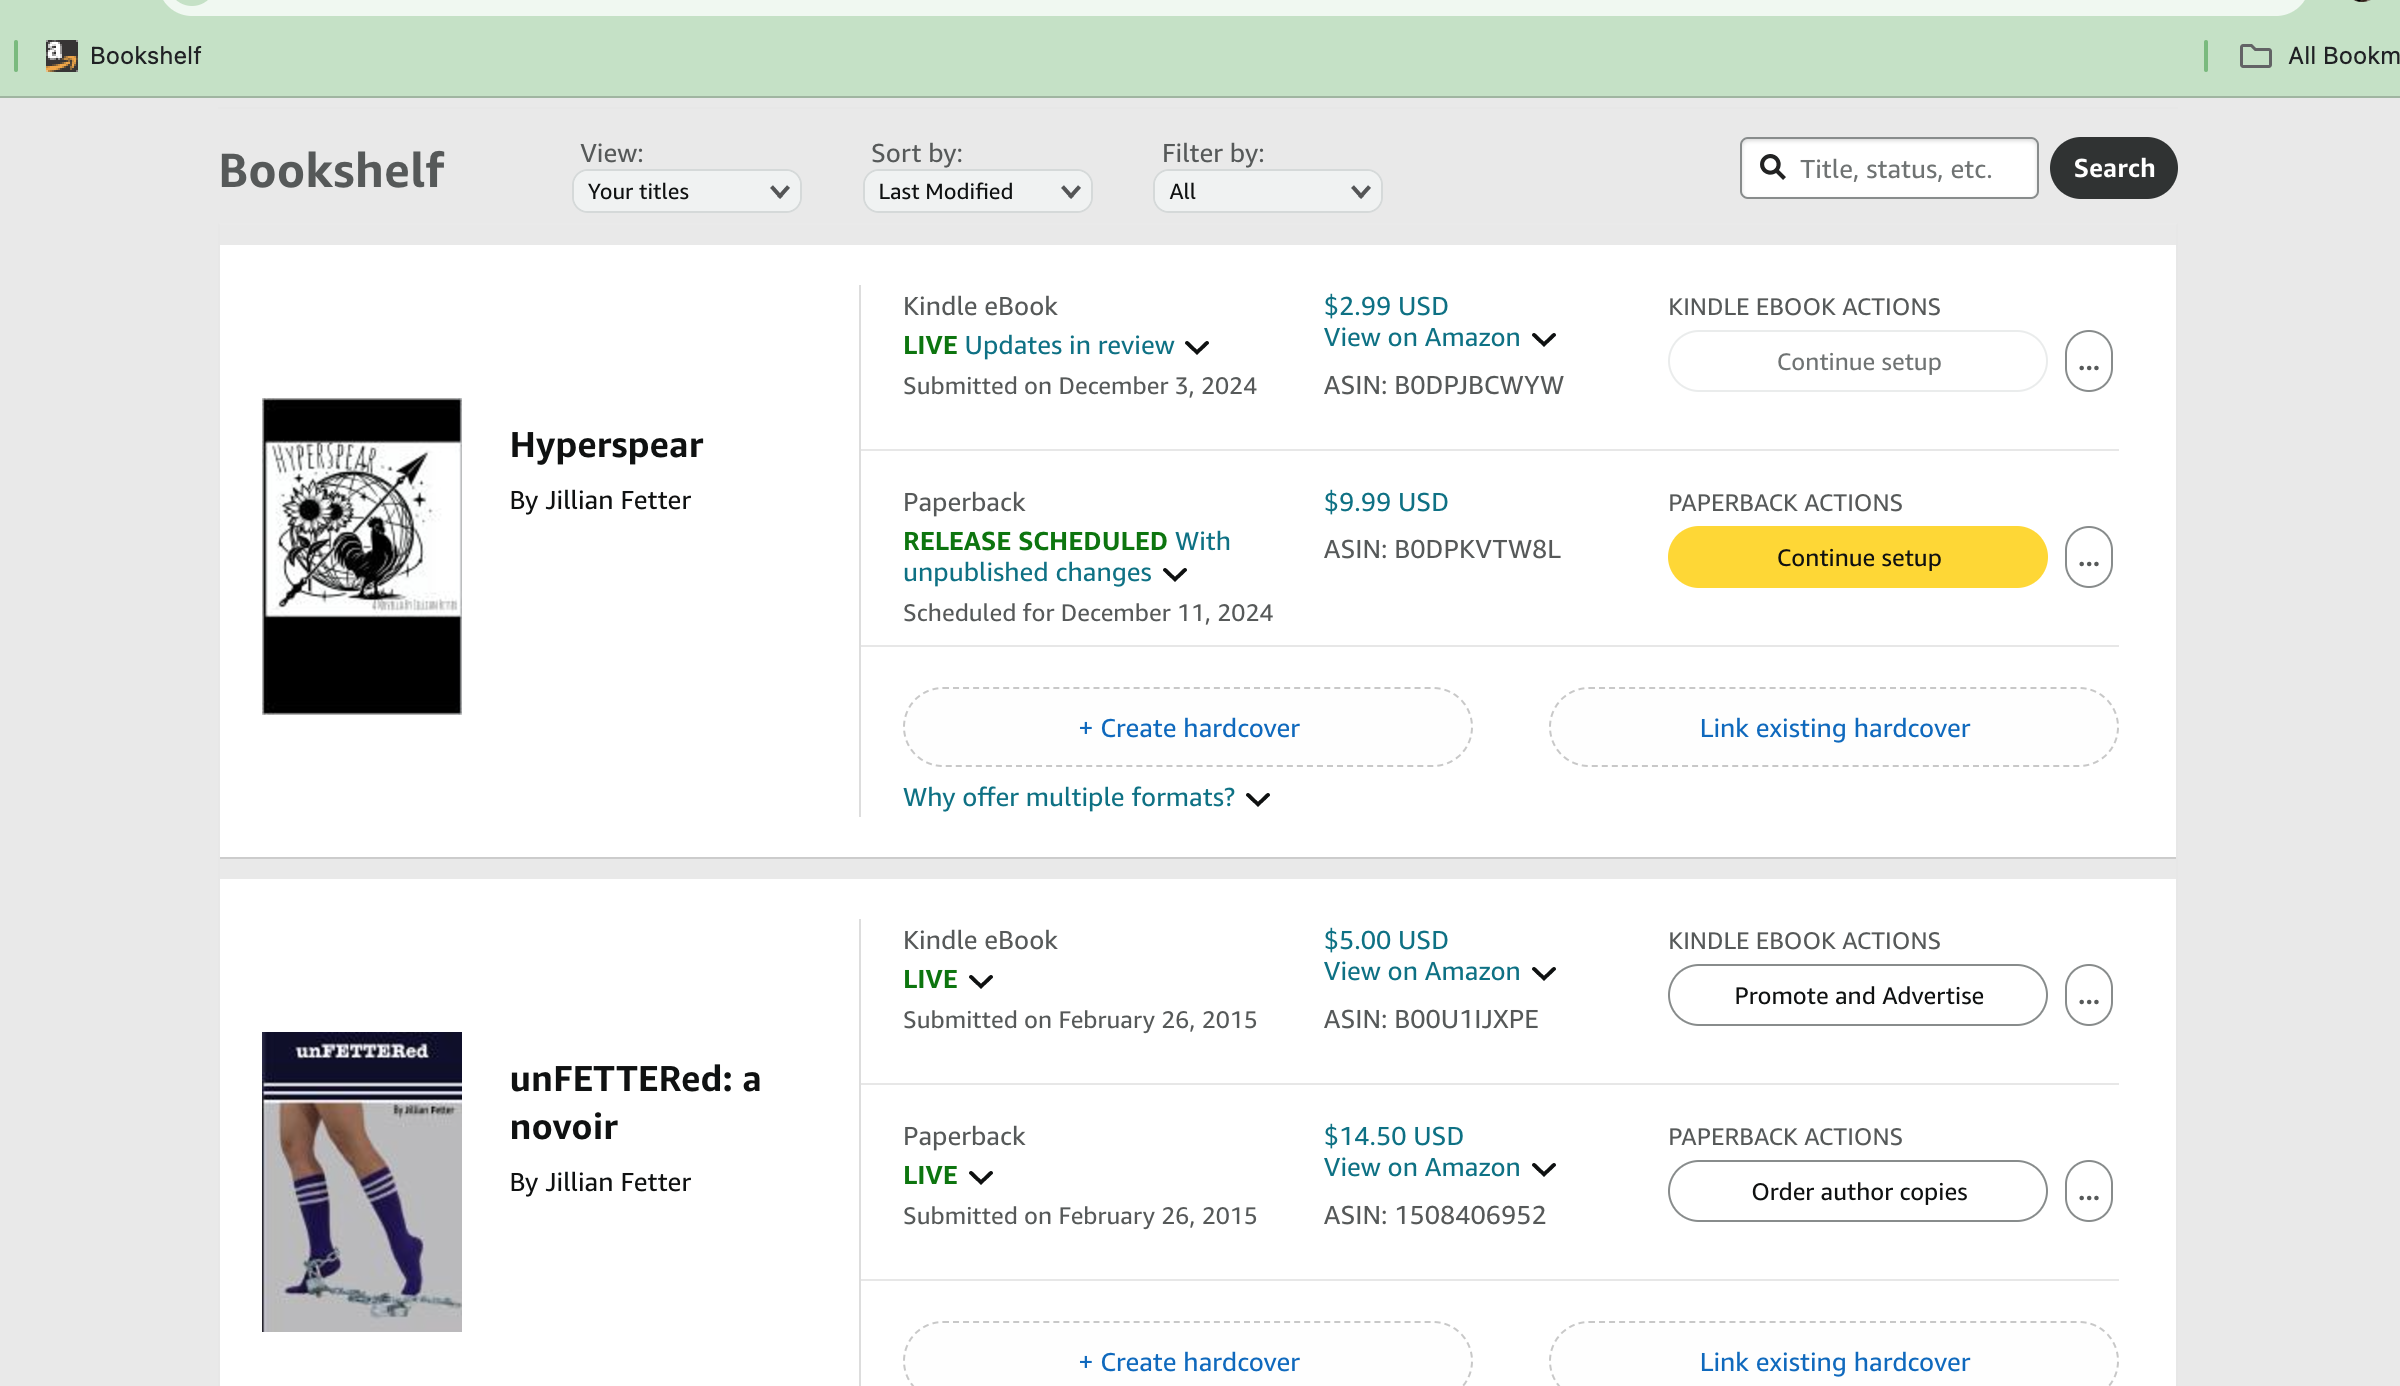 Bookshelf
All Bookm
Bookshelf
View:
Your titles
Sort by:
Last Modified
Filter by:
All
Title, status, etc.
Search
HYPERSPEAR
Hyperspear
By Jillian Fetter
Kindle eBook
LIVE Updates in review
Submitted on December 3, 2024
$2.99 USD
View on Amazon
ASIN: B0DPJBCWYW
KINDLE EBOOK ACTIONS
Continue setup
...
Paperback
RELEASE SCHEDULED With
unpublished changes
Scheduled for December 11, 2024
$9.99 USD
ASIN: B0DPKVTW8L
PAPERBACK ACTIONS
Continue setup
...
+ Create hardcover
Link existing hardcover
Why offer multiple formats?
unFETTERed
By Jillian Fetter
unFETTERed: a
novoir
By Jillian Fetter
Kindle eBook
LIVE
Submitted on February 26, 2015
$5.00 USD
View on Amazon
ASIN: B00U1IJXPE
KINDLE EBOOK ACTIONS
Promote and Advertise
...
Paperback
LIVE
Submitted on February 26, 2015
$14.50 USD
View on Amazon
ASIN: 1508406952
PAPERBACK ACTIONS
Order author copies
...
+ Create hardcover
Link existing hardcover